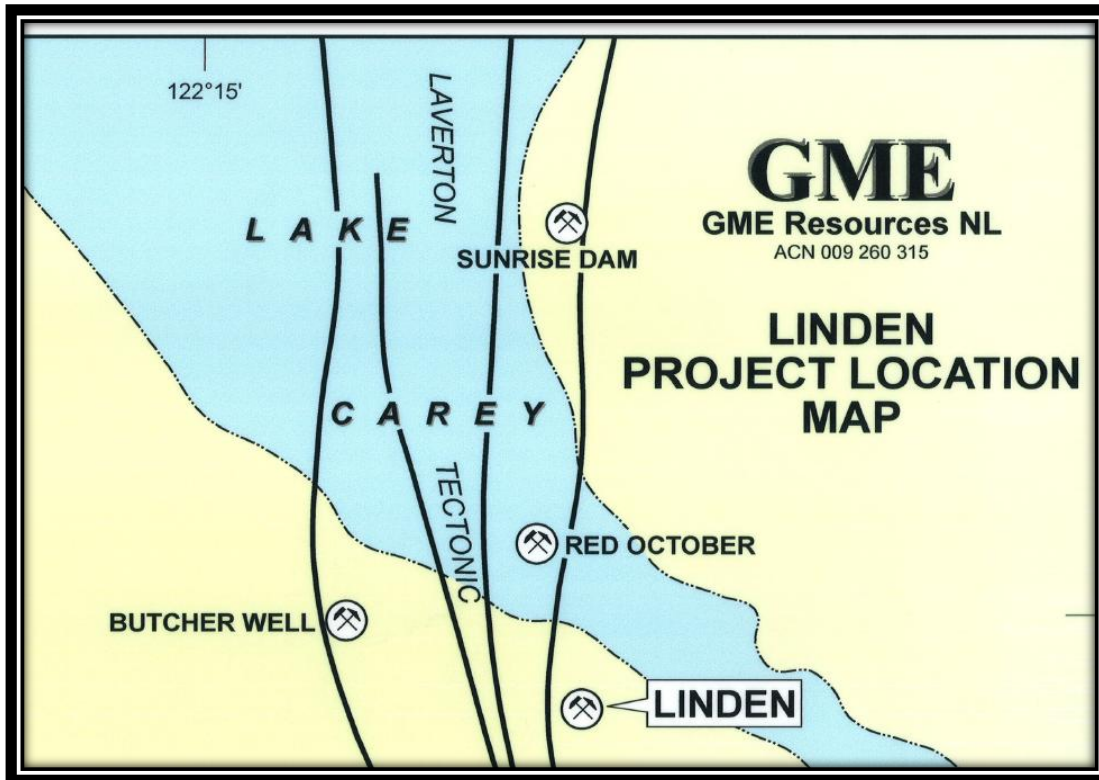 122°15'
LAVERTON
LAKE
SUNRISE DAM
GME
GME Resources NL
ACN 009 260 315
LINDEN
PROJECT LOCATION
MAP
CAREY
TECTONIC
RED OCTOBER
BUTCHER WELL
LINDEN